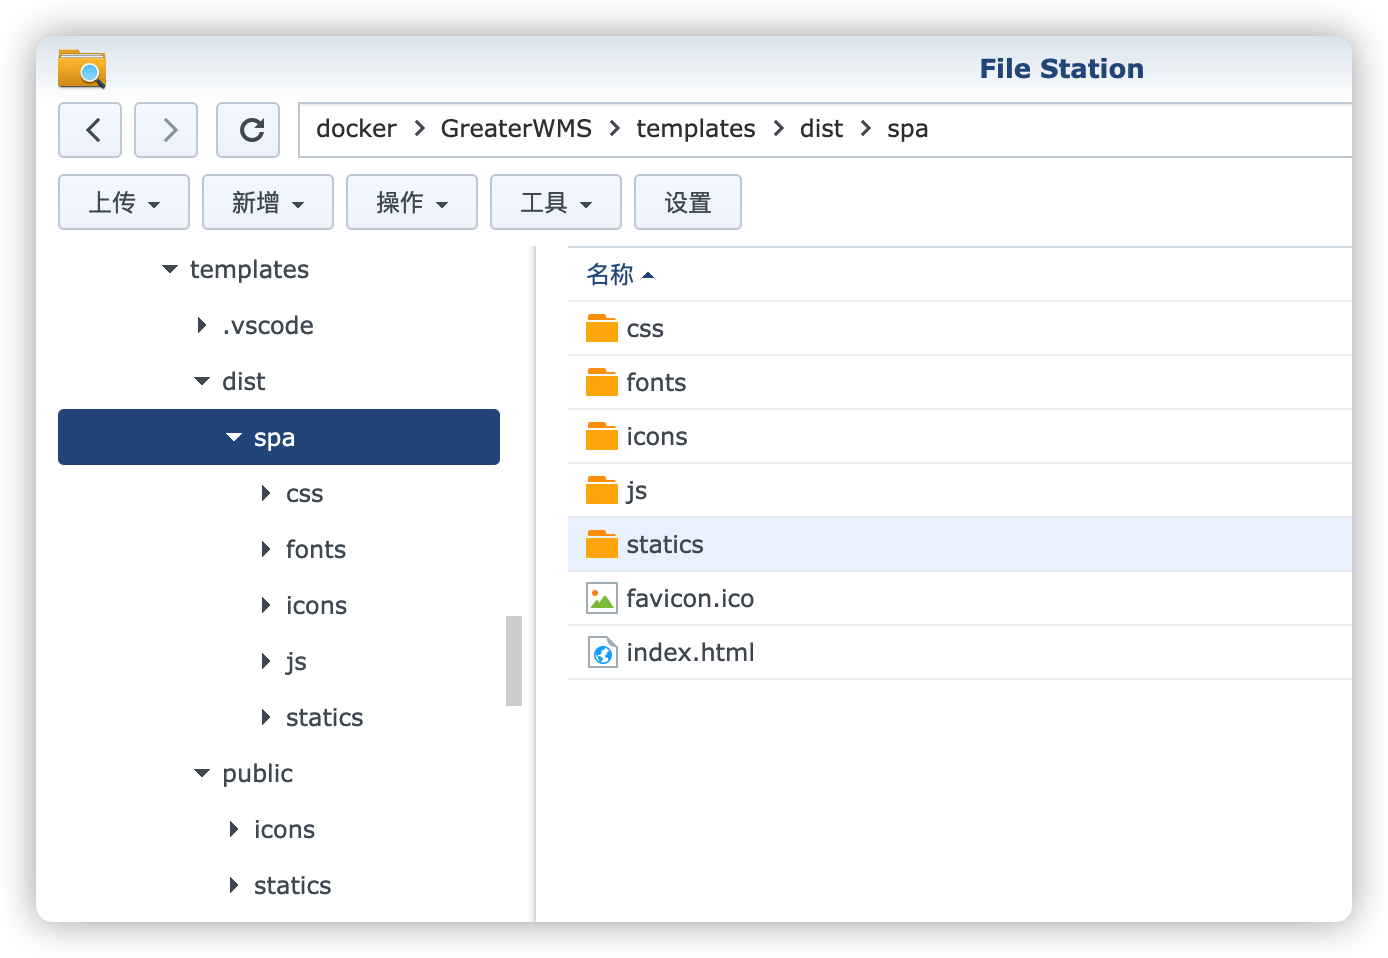 File Station
docker > GreaterWMS > templates > dist > spa
上传 新增 操作 工具 设置
templates
.vscode
dist
spa
css
fonts
icons
js
statics
public
icons
statics
名称
css
fonts
icons
js
statics
favicon.ico
index.html